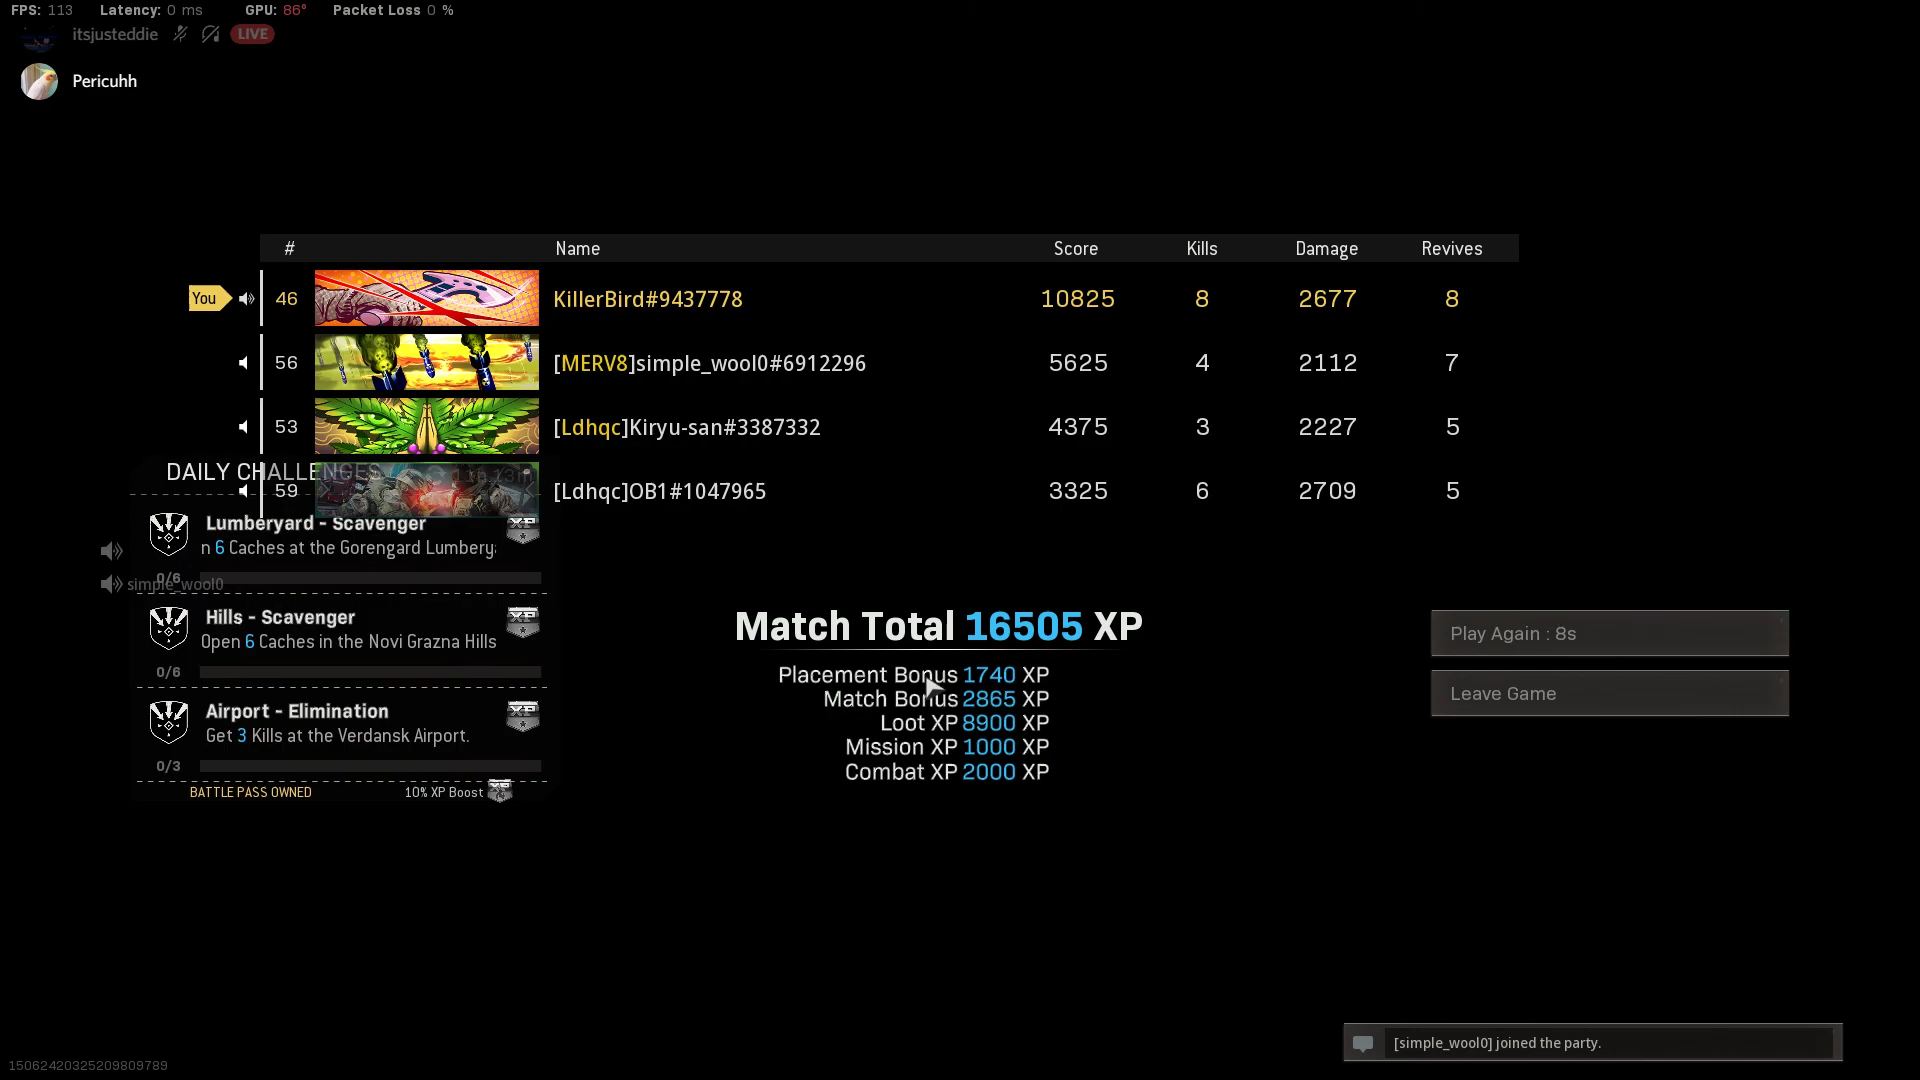 FPS: 113 Latency: 0 ms GPU: 86° Packet Loss 0 %
itsjusteddie LIVE
Pericuhh
# Name Score Kills Damage Revives
You 46 KillerBird#9437778 10825 8 2677 8
56 [MERV8]simple_wool0#6912296 5625 4 2112 7
53 [Ldhqc]Kiryu-san#3387332 4375 3 2227 5
59 [Ldhqc]OB1#1047965 3325 6 2709 5
DAILY CHALLENGES
Lumberyard - Scavenger
n 6 Caches at the Gorengard Lumbery
0/6
simple_wool0
Hills - Scavenger
Open 6 Caches in the Novi Grazna Hills
0/6
Airport - Elimination
Get 3 Kills at the Verdansk Airport.
0/3
BATTLE PASS OWNED 10% XP Boost
Match Total 16505 XP
Placement Bonus 1740 XP
Match Bonus 2865 XP
Loot XP 8900 XP
Mission XP 1000 XP
Combat XP 2000 XP
Play Again : 8s
Leave Game
[simple_wool0] joined the party.
15062420325209809789